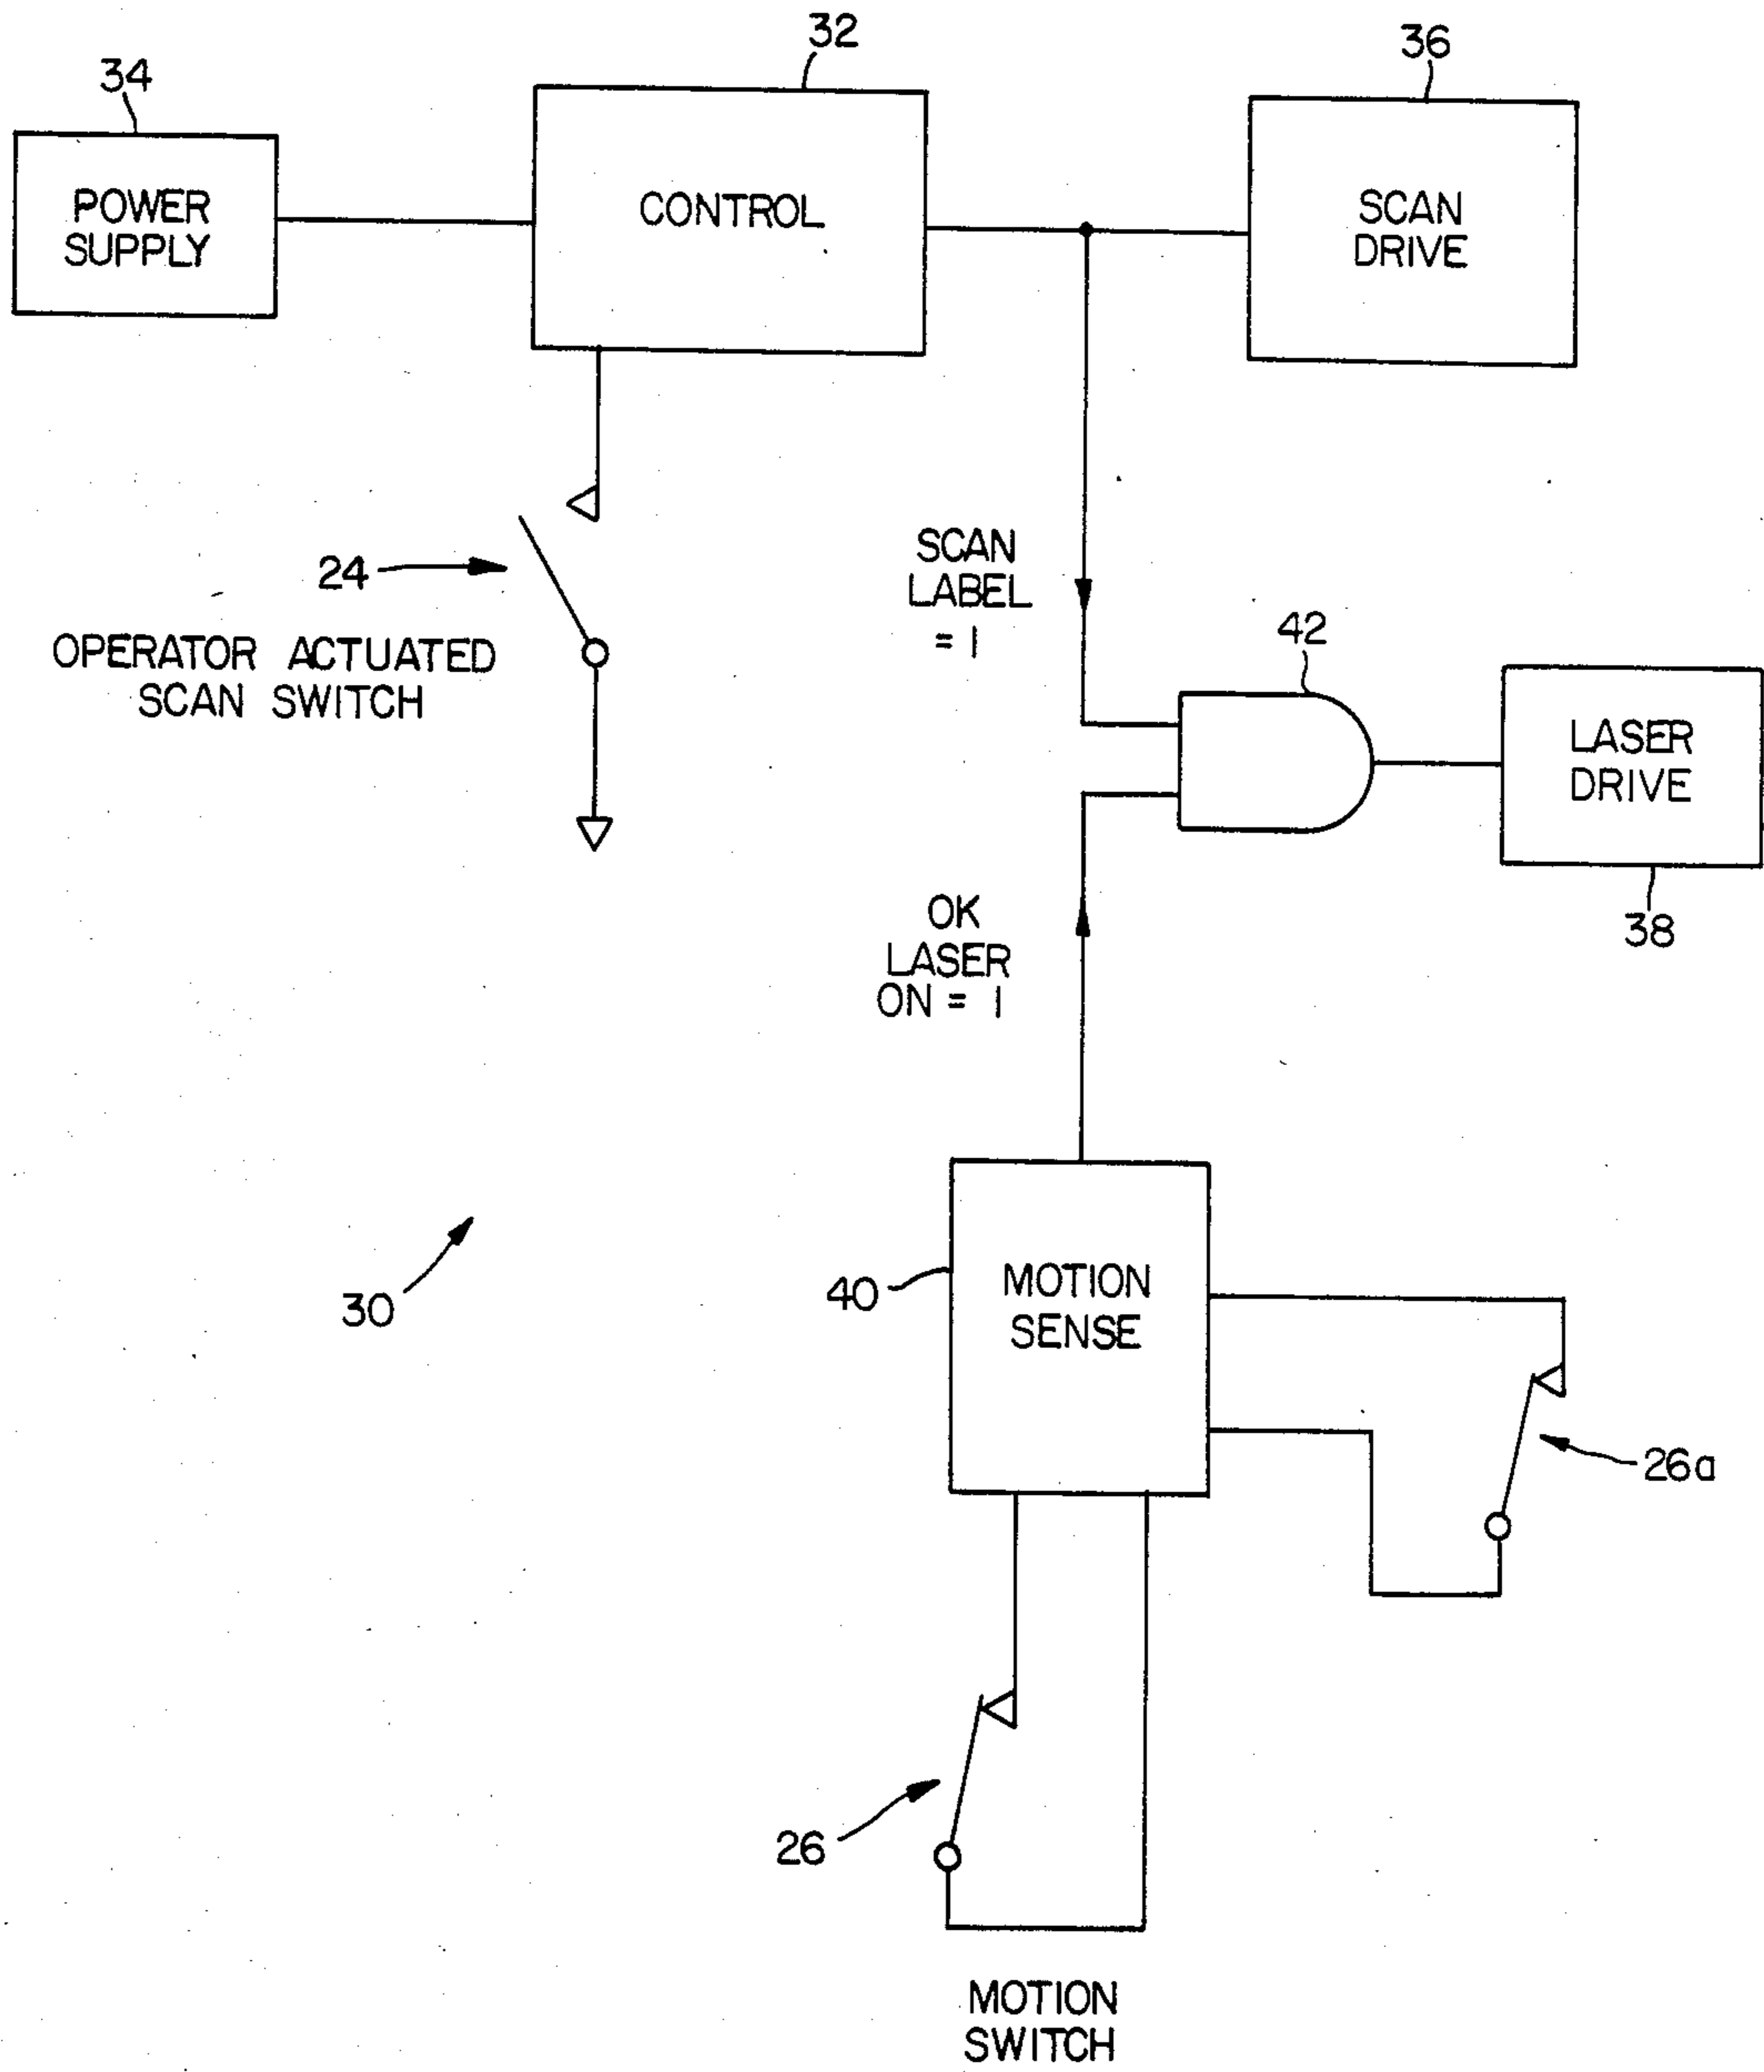 34
32
36
POWER
SUPPLY
CONTROL
SCAN
DRIVE
24
OPERATOR ACTUATED
SCAN SWITCH
SCAN
LABEL
= 1
42
LASER
DRIVE
38
OK
LASER
ON = 1
30
40
MOTION
SENSE
26a
26
MOTION
SWITCH